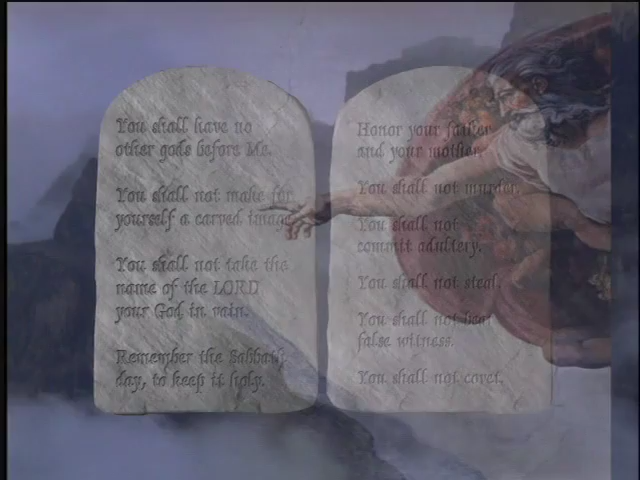 You shall have no
other gods before Me.
You shall not make for
yourself a carved image
You shall not take the
name of the LORD
your God in vain.
Remember the Sabbath
day, to keep it holy.
Honor your father
and your mother.
You shall not murder.
You shall not
commit adultery.
You shall not steal.
You shall not bear
false witness.
You shall not covet.